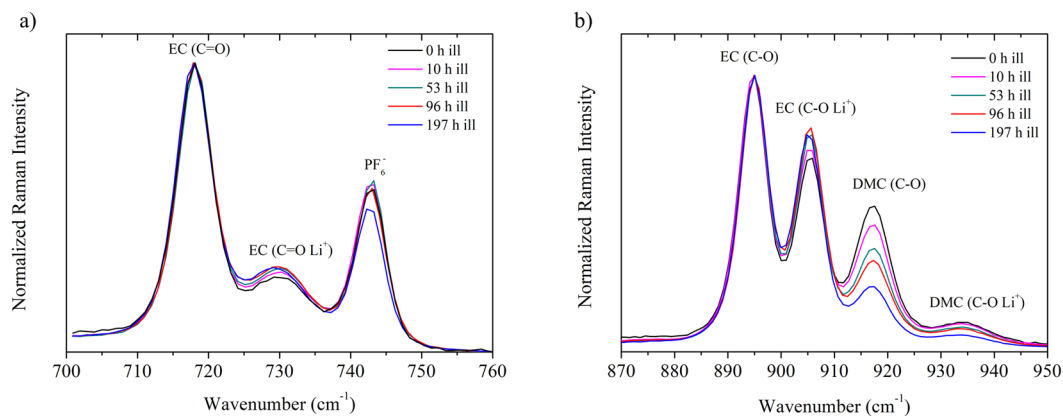 a)
EC (C=O)
0 h ill
10 h ill
53 h ill
96 h ill
197 h ill
PF6-
EC (C=O Li+)
Normalized Raman Intensity
700 710 720 730 740 750 760
Wavenumber (cm-1)
b)
EC (C-O)
0 h ill
10 h ill
53 h ill
96 h ill
197 h ill
EC (C-O Li+)
DMC (C-O)
DMC (C-O Li+)
Normalized Raman Intensity
870 880 890 900 910 920 930 940 950
Wavenumber (cm-1)